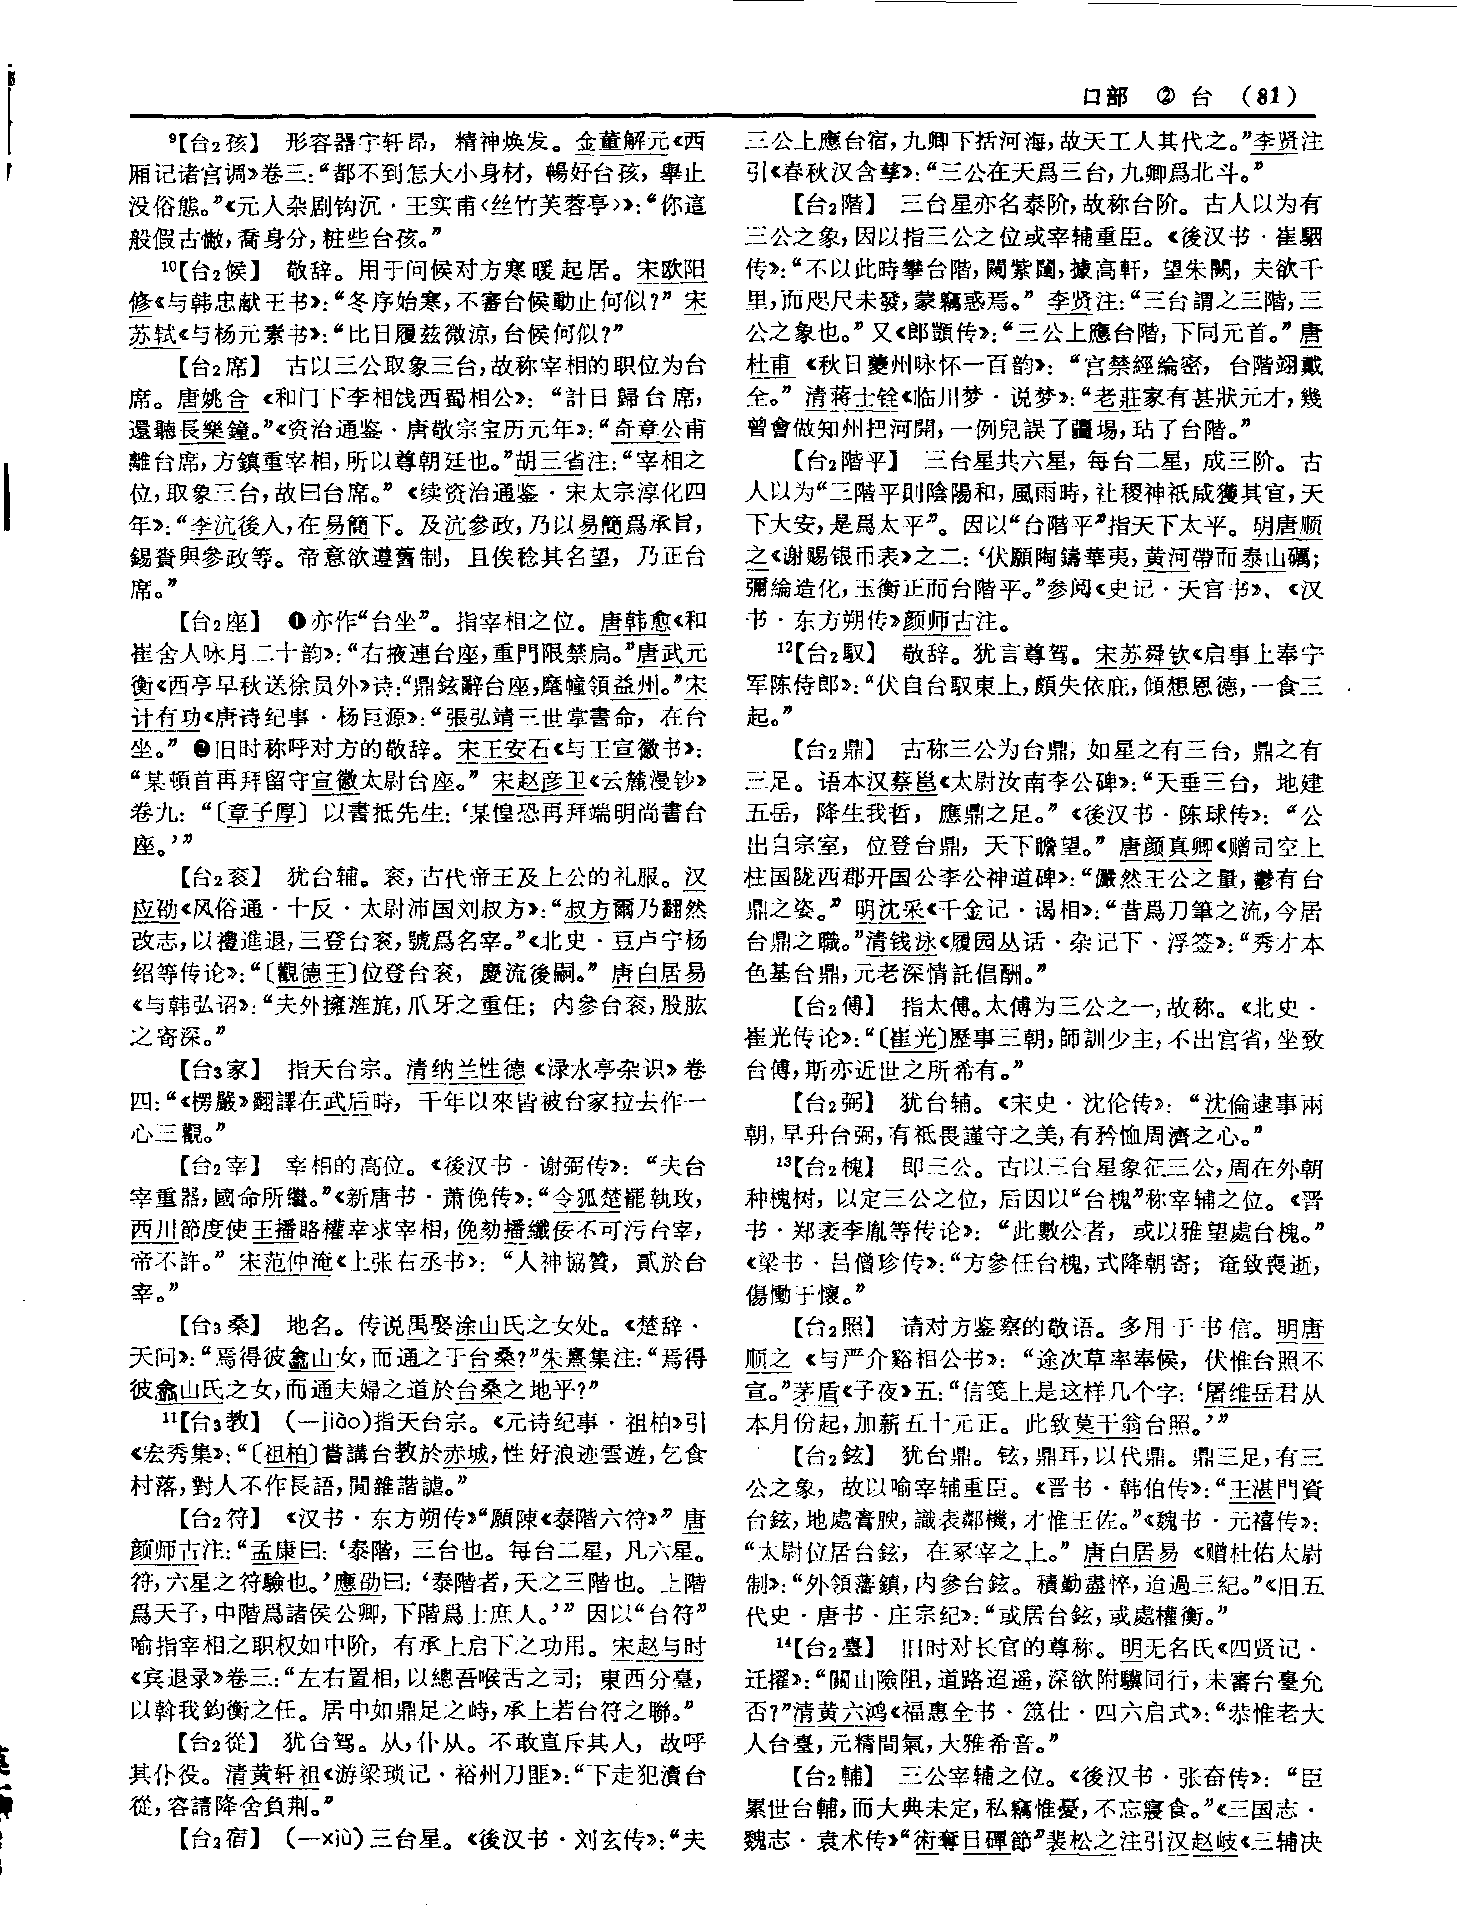 口部 ② 台 (81)
⁹【台₂孩】 形容器宇轩昂，精神焕发。金董解元《西
厢记诸宫调》卷三：“都不到怎大小身材，暢好台孩，舉止
没俗態。”《元人杂剧钩沉·王实甫〈丝竹芙蓉亭〉》：“你這
般假古憿，喬身分，粧些台孩。”
¹⁰【台₂候】 敬辞。用于问候对方寒暖起居。宋欧阳
修《与韩忠献王书》：“冬序始寒，不審台候動止何似？” 宋
苏轼《与杨元素书》：“比日履兹微涼，台候何似？”
【台₂席】 古以三公取象三台，故称宰相的职位为台
席。唐姚合《和门下李相饯西蜀相公》：“計日歸台席，
還聽長樂鐘。”《资治通鉴·唐敬宗宝历元年》：“奇章公甫
離台席，方鎮重宰相，所以尊朝廷也。”胡三省注：“宰相之
位，取象三台，故曰台席。”《续资治通鉴·宋太宗淳化四
年》：“李沆後人，在易簡下。及沆參政，乃以易簡爲承旨，
錫賚與參政等。帝意欲遵舊制，且俟稔其名望，乃正台
席。”
【台₂座】 ❶亦作“台坐”。指宰相之位。唐韩愈《和
崔舍人咏月二十韵》：“右掖連台座，重門限禁扃。”唐武元
衡《西亭早秋送徐员外》诗：“鼎鉉辭台座，麾幢領益州。”宋
计有功《唐诗纪事·杨巨源》：“張弘靖三世掌書命，在台
坐。” ❷旧时称呼对方的敬辞。宋王安石《与王宣徽书》：
“某頓首再拜留守宣徽太尉台座。” 宋赵彦卫《云麓漫钞》
卷九：“〔章子厚〕以書抵先生：‘某惶恐再拜端明尚書台
座。’”
【台₂衮】 犹台辅。衮，古代帝王及上公的礼服。汉
应劭《风俗通·十反·太尉沛国刘叔方》：“叔方爾乃翻然
改志，以禮進退，三登台衮，號爲名宰。”《北史·豆卢宁杨
绍等传论》：“〔觀德王〕位登台衮，慶流後嗣。” 唐白居易
《与韩弘诏》：“夫外擁旌旄，爪牙之重任；内參台衮，股肱
之寄深。”
【台₃家】 指天台宗。清纳兰性德《渌水亭杂识》卷
四：“《楞嚴》翻譯在武后時，千年以來皆被台家拉去作一
心三觀。”
【台₂宰】 宰相的高位。《後汉书·谢弼传》：“夫台
宰重器，國命所繼。”《新唐书·萧俛传》：“令狐楚罷執政，
西川節度使王播賂權幸求宰相，俛劾播纖佞不可污台宰，
帝不許。” 宋范仲淹《上张右丞书》：“人神協贊，貳於台
宰。”
【台₃桑】 地名。传说禹娶涂山氏之女处。《楚辞·
天问》：“焉得彼嵞山女，而通之于台桑？”朱熹集注：“焉得
彼嵞山氏之女，而通夫婦之道於台桑之地乎？”
¹¹【台₃教】 （—jiào）指天台宗。《元诗纪事·祖柏》引
《宏秀集》：“〔祖柏〕嘗講台教於赤城，性好浪迹雲遊，乞食
村落，對人不作長語，閒雜諧謔。”
【台₂符】 《汉书·东方朔传》“願陳《泰階六符》” 唐
颜师古注：“孟康曰：‘泰階，三台也。每台二星，凡六星。
符，六星之符驗也。’應劭曰：‘泰階者，天之三階也。上階
爲天子，中階爲諸侯公卿，下階爲士庶人。’” 因以“台符”
喻指宰相之职权如中阶，有承上启下之功用。宋赵与时
《宾退录》卷三：“左右置相，以總吾喉舌之司；東西分臺，
以斡我鈞衡之任。居中如鼎足之峙，承上若台符之聯。”
【台₂從】 犹台驾。从，仆从。不敢直斥其人，故呼
其仆役。清黄轩祖《游梁琐记·裕州刀匪》：“下走犯瀆台
從，容請降舍負荆。”
【台₂宿】 （—xiù）三台星。《後汉书·刘玄传》：“夫
三公上應台宿，九卿下括河海，故天工人其代之。”李贤注
引《春秋汉含孳》：“三公在天爲三台，九卿爲北斗。”
【台₂階】 三台星亦名泰阶，故称台阶。古人以为有
三公之象，因以指三公之位或宰辅重臣。《後汉书·崔駰
传》：“不以此時攀台階，闚紫闥，據高軒，望朱闕，夫欲千
里，而咫尺未發，蒙竊惑焉。” 李贤注：“三台謂之三階，三
公之象也。” 又《郎顗传》：“三公上應台階，下同元首。” 唐
杜甫《秋日夔州咏怀一百韵》：“宫禁經綸密，台階翊戴
全。” 清蒋士铨《临川梦·说梦》：“老莊家有甚狀元才，幾
曾會做知州把河開，一例兒誤了疆埸，玷了台階。”
【台₂階平】 三台星共六星，每台二星，成三阶。古
人以为“三階平則陰陽和，風雨時，社稷神祇咸獲其宜，天
下大安，是爲太平”。因以“台階平”指天下太平。明唐顺
之《谢赐银币表》之二：‘伏願陶鑄華夷，黄河帶而泰山礪；
彌綸造化，玉衡正而台階平。”参阅《史记·天官书》、《汉
书·东方朔传》颜师古注。
¹²【台₂馭】 敬辞。犹言尊驾。宋苏舜钦《启事上奉宁
军陈侍郎》：“伏自台馭東上，頗失依庇，傾想恩德，一食三
起。”
【台₂鼎】 古称三公为台鼎，如星之有三台，鼎之有
三足。语本汉蔡邕《太尉汝南李公碑》：“天垂三台，地建
五岳，降生我哲，應鼎之足。”《後汉书·陈球传》：“公
出自宗室，位登台鼎，天下瞻望。” 唐颜真卿《赠司空上
柱国陇西郡开国公李公神道碑》：“儼然王公之量，鬱有台
鼎之姿。” 明沈采《千金记·谒相》：“昔爲刀筆之流，今居
台鼎之職。”清钱泳《履园丛话·杂记下·浮签》：“秀才本
色基台鼎，元老深情託倡酬。”
【台₂傅】 指太傅。太傅为三公之一，故称。《北史·
崔光传论》：“〔崔光〕歷事三朝，師訓少主，不出宫省，坐致
台傅，斯亦近世之所希有。”
【台₂弼】 犹台辅。《宋史·沈伦传》：“沈倫逮事兩
朝，早升台弼，有祗畏謹守之美，有矜恤周濟之心。”
¹³【台₂槐】 即三公。古以三台星象征三公，周在外朝
种槐树，以定三公之位，后因以“台槐”称宰辅之位。《晋
书·郑袤李胤等传论》：“此數公者，或以雅望處台槐。”
《梁书·吕僧珍传》：“方參任台槐，式隆朝寄；奄致喪逝，
傷慟于懷。”
【台₂照】 请对方鉴察的敬语。多用于书信。明唐
顺之《与严介谿相公书》：“途次草率奉候，伏惟台照不
宣。”茅盾《子夜》五：“信笺上是这样几个字：‘屠维岳君从
本月份起，加薪五十元正。此致莫干翁台照。’”
【台₂鉉】 犹台鼎。铉，鼎耳，以代鼎。鼎三足，有三
公之象，故以喻宰辅重臣。《晋书·韩伯传》：“王湛門資
台鉉，地處膏腴，識表鄰機，才惟王佐。”《魏书·元禧传》：
“太尉位居台鉉，在冢宰之上。” 唐白居易《赠杜佑太尉
制》：“外領藩鎮，内參台鉉。積勤盡悴，迨過三紀。”《旧五
代史·唐书·庄宗纪》：“或居台鉉，或處權衡。”
¹⁴【台₂臺】 旧时对长官的尊称。明无名氏《四贤记·
迁擢》：“關山險阻，道路迢遥，深欲附驥同行，未審台臺允
否？”清黄六鸿《福惠全书·筮仕·四六启式》：“恭惟老大
人台臺，元精間氣，大雅希音。”
【台₂輔】 三公宰辅之位。《後汉书·张奋传》：“臣
累世台輔，而大典未定，私竊惟憂，不忘寢食。”《三国志·
魏志·袁术传》“術奪日磾節”裴松之注引汉赵岐《三辅决